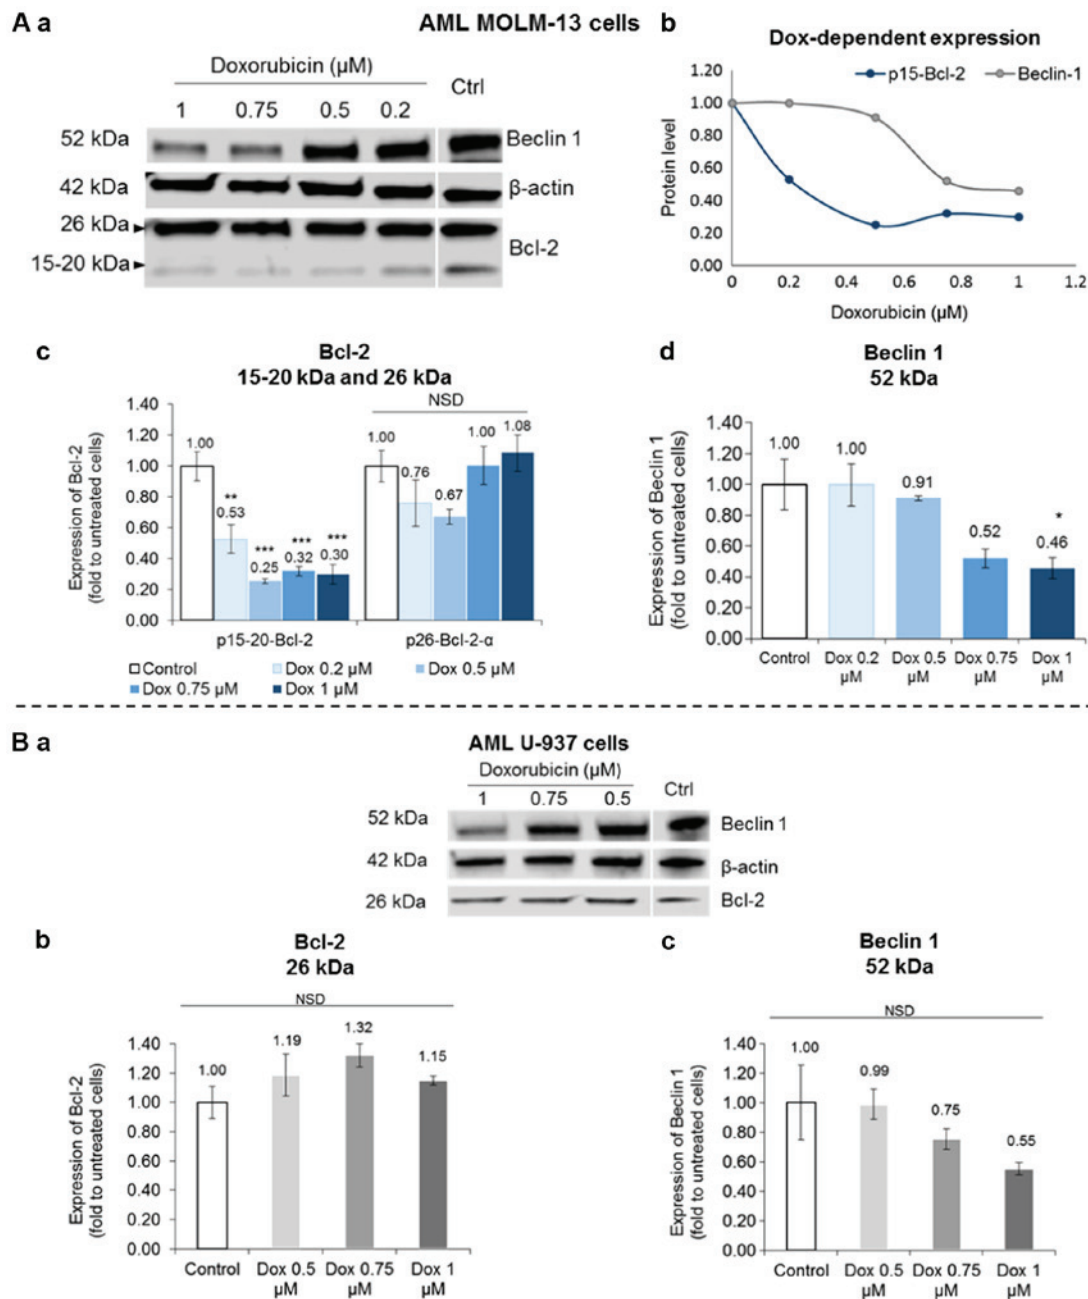 A a
AML MOLM-13 cells
Doxorubicin (µM)
Ctrl
1 0.75 0.5 0.2
52 kDa
Beclin 1
42 kDa
β-actin
26 kDa
Bcl-2
15-20 kDa
b
Dox-dependent expression
p15-Bcl-2 Beclin-1
Protein level
1.20
1.00
0.80
0.60
0.40
0.20
0.00
0 0.2 0.4 0.6 0.8 1 1.2
Doxorubicin (µM)
c
Bcl-2
15-20 kDa and 26 kDa
NSD
Expression of Bcl-2
(fold to untreated cells)
1.40
1.20
1.00
0.80
0.60
0.40
0.20
0.00
1.00
**
0.53
***
0.25
***
0.32
***
0.30
1.00
0.76
0.67
1.00
1.08
p15-20-Bcl-2 p26-Bcl-2-α
Control Dox 0.2 µM Dox 0.5 µM
Dox 0.75 µM Dox 1 µM
d
Beclin 1
52 kDa
Expression of Beclin 1
(fold to untreated cells)
1.40
1.20
1.00
0.80
0.60
0.40
0.20
0.00
1.00
1.00
0.91
0.52
*
0.46
Control Dox 0.2 Dox 0.5 Dox 0.75 Dox 1
µM µM µM µM
B a
AML U-937 cells
Doxorubicin (µM)
Ctrl
1 0.75 0.5
52 kDa
Beclin 1
42 kDa
β-actin
26 kDa
Bcl-2
b
Bcl-2
26 kDa
NSD
Expression of Bcl-2
(fold to untreated cells)
1.40
1.20
1.00
0.80
0.60
0.40
0.20
0.00
1.00
1.19
1.32
1.15
Control Dox 0.5 Dox 0.75 Dox 1
µM µM µM
c
Beclin 1
52 kDa
NSD
Expression of Beclin 1
(fold to untreated cells)
1.40
1.20
1.00
0.80
0.60
0.40
0.20
0.00
1.00
0.99
0.75
0.55
Control Dox 0.5 Dox 0.75 Dox 1
µM µM µM